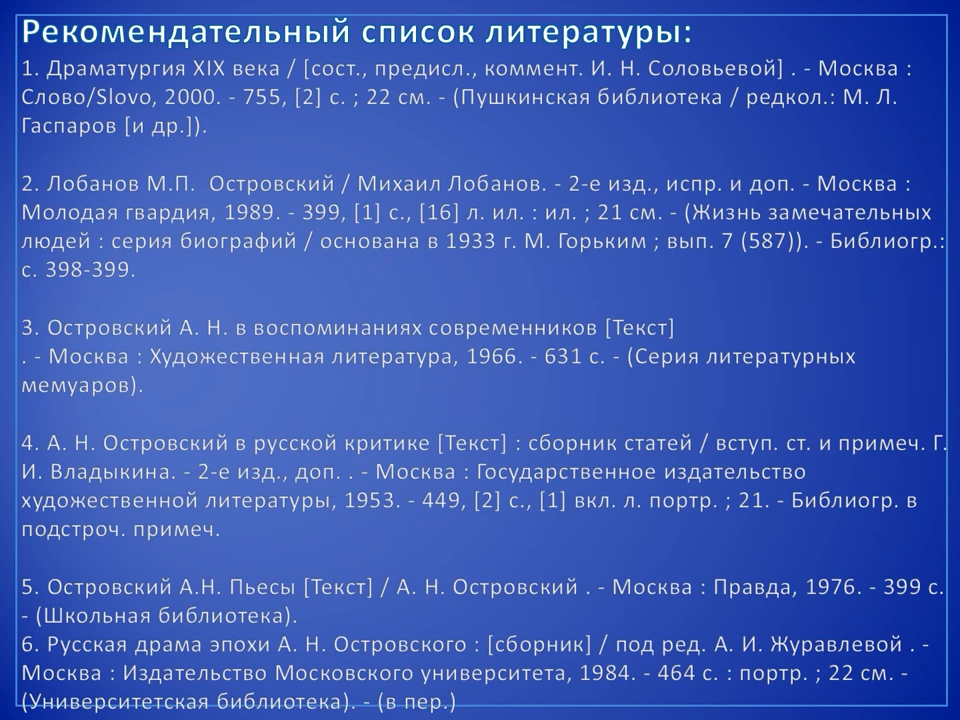 Рекомендательный список литературы:
1. Драматургия XIX века / [сост., предисл., коммент. И. Н. Соловьевой] . - Москва :
Слово/Slovo, 2000. - 755, [2] с. ; 22 см. - (Пушкинская библиотека / редкол.: М. Л.
Гаспаров [и др.]).
2. Лобанов М.П.  Островский / Михаил Лобанов. - 2-е изд., испр. и доп. - Москва :
Молодая гвардия, 1989. - 399, [1] с., [16] л. ил. : ил. ; 21 см. - (Жизнь замечательных
людей : серия биографий / основана в 1933 г. М. Горьким ; вып. 7 (587)). - Библиогр.:
с. 398-399.
3. Островский А. Н. в воспоминаниях современников [Текст]
. - Москва : Художественная литература, 1966. - 631 с. - (Серия литературных
мемуаров).
4. А. Н. Островский в русской критике [Текст] : сборник статей / вступ. ст. и примеч. Г.
И. Владыкина. - 2-е изд., доп. . - Москва : Государственное издательство
художественной литературы, 1953. - 449, [2] с., [1] вкл. л. портр. ; 21. - Библиогр. в
подстроч. примеч.
5. Островский А.Н. Пьесы [Текст] / А. Н. Островский . - Москва : Правда, 1976. - 399 с.
- (Школьная библиотека).
6. Русская драма эпохи А. Н. Островского : [сборник] / под ред. А. И. Журавлевой . -
Москва : Издательство Московского университета, 1984. - 464 с. : портр. ; 22 см. -
(Университетская библиотека). - (в пер.)